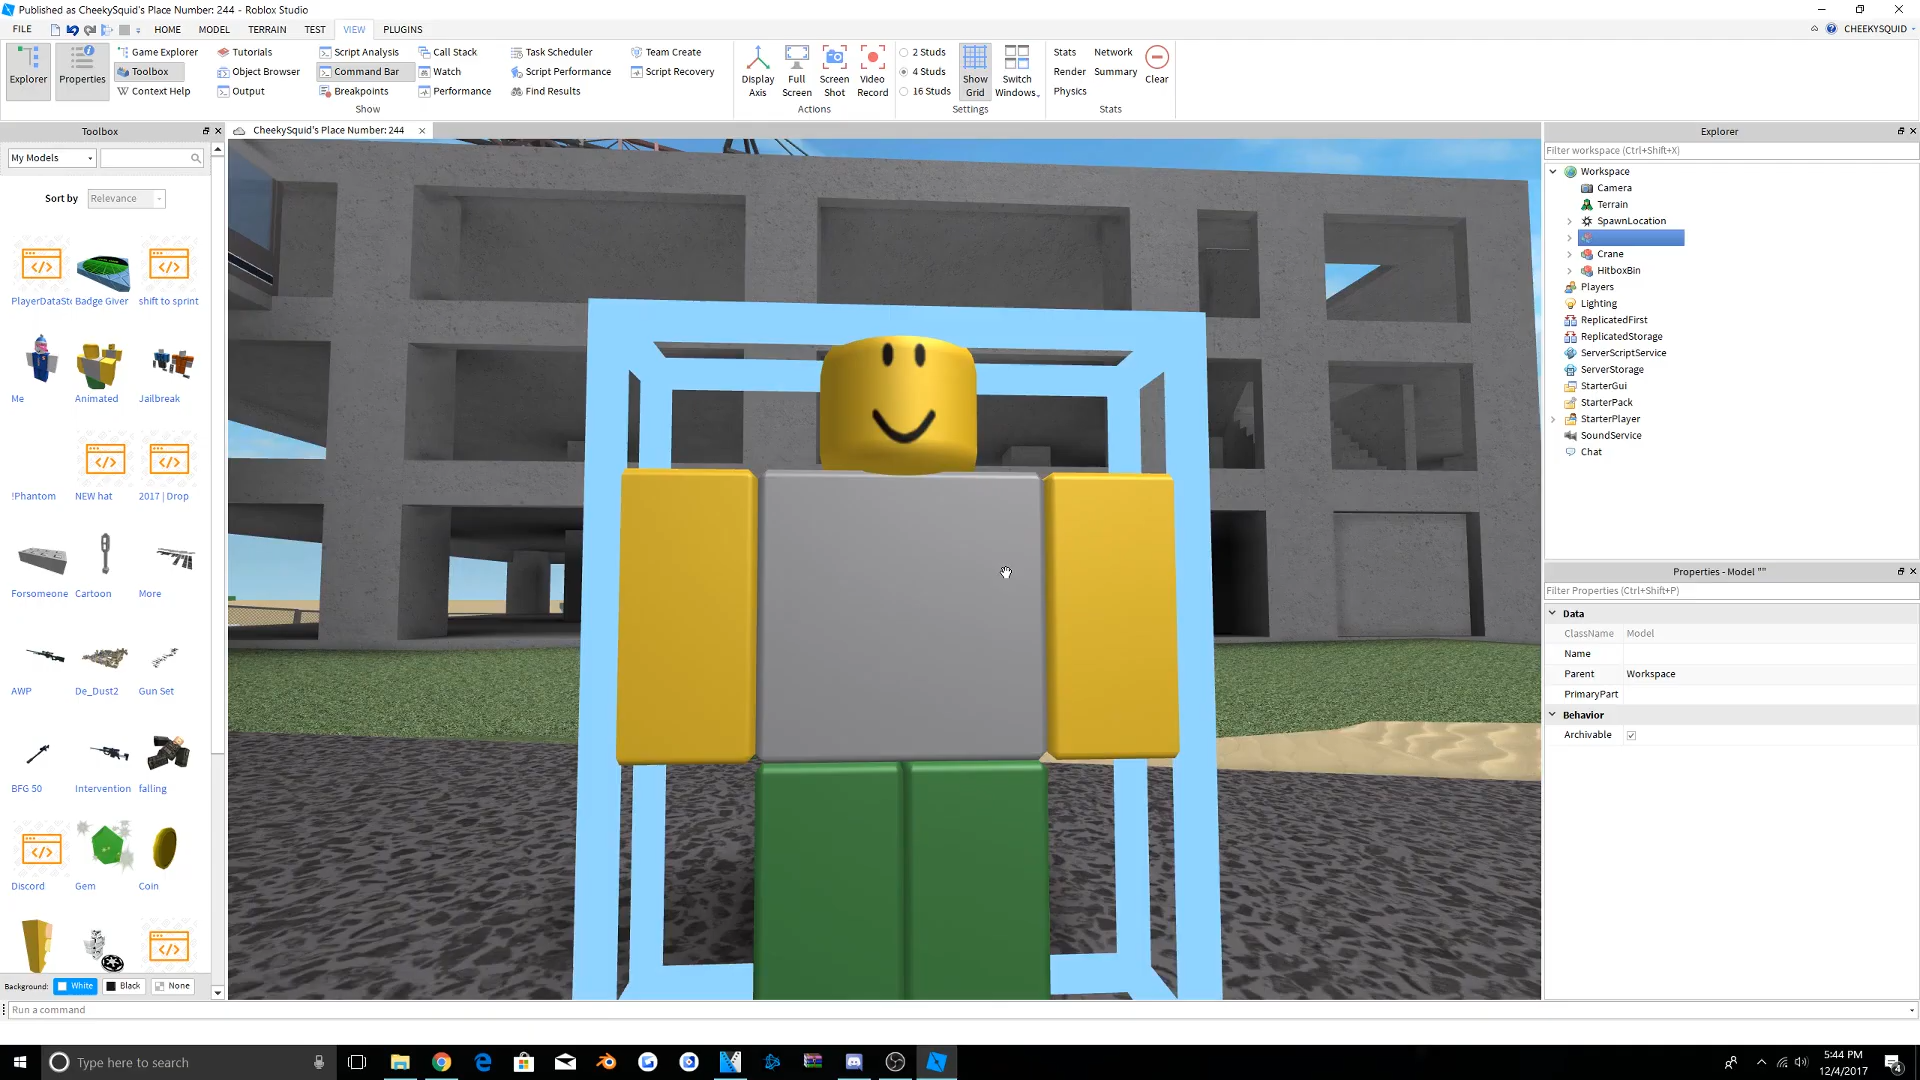 Published as CheekySquid's Place Number: 244 - Roblox Studio
FILE HOME MODEL TERRAIN TEST VIEW PLUGINS CHEEKYSQUID
Explorer
Properties
Game Explorer
Toolbox
Context Help
Tutorials
Object Browser
Output
Script Analysis
Command Bar
Breakpoints
Call Stack
Watch
Performance
Task Scheduler
Script Performance
Find Results
Team Create
Script Recovery
Show
Display Axis
Full Screen
Screen Shot
Video Record
Actions
2 Studs
4 Studs
16 Studs
Show Grid
Switch Windows
Settings
Stats
Render
Physics
Network
Summary
Clear
Stats
Toolbox
My Models
Sort by Relevance
PlayerDataSt Badge Giver shift to sprint
Me Animated Jailbreak
!Phantom NEW hat 2017 | Drop
Forsomeone Cartoon More
AWP De_Dust2 Gun Set
BFG 50 Intervention falling
Discord Gem Coin
Background: White Black None
CheekySquid's Place Number: 244
Explorer
Filter workspace (Ctrl+Shift+X)
Workspace
Camera
Terrain
SpawnLocation
Crane
HitboxBin
Players
Lighting
ReplicatedFirst
ReplicatedStorage
ServerScriptService
ServerStorage
StarterGui
StarterPack
StarterPlayer
SoundService
Chat
Properties - Model ""
Filter Properties (Ctrl+Shift+P)
Data
ClassName Model
Name
Parent Workspace
PrimaryPart
Behavior
Archivable
Run a command
Type here to search
5:44 PM
12/4/2017
4